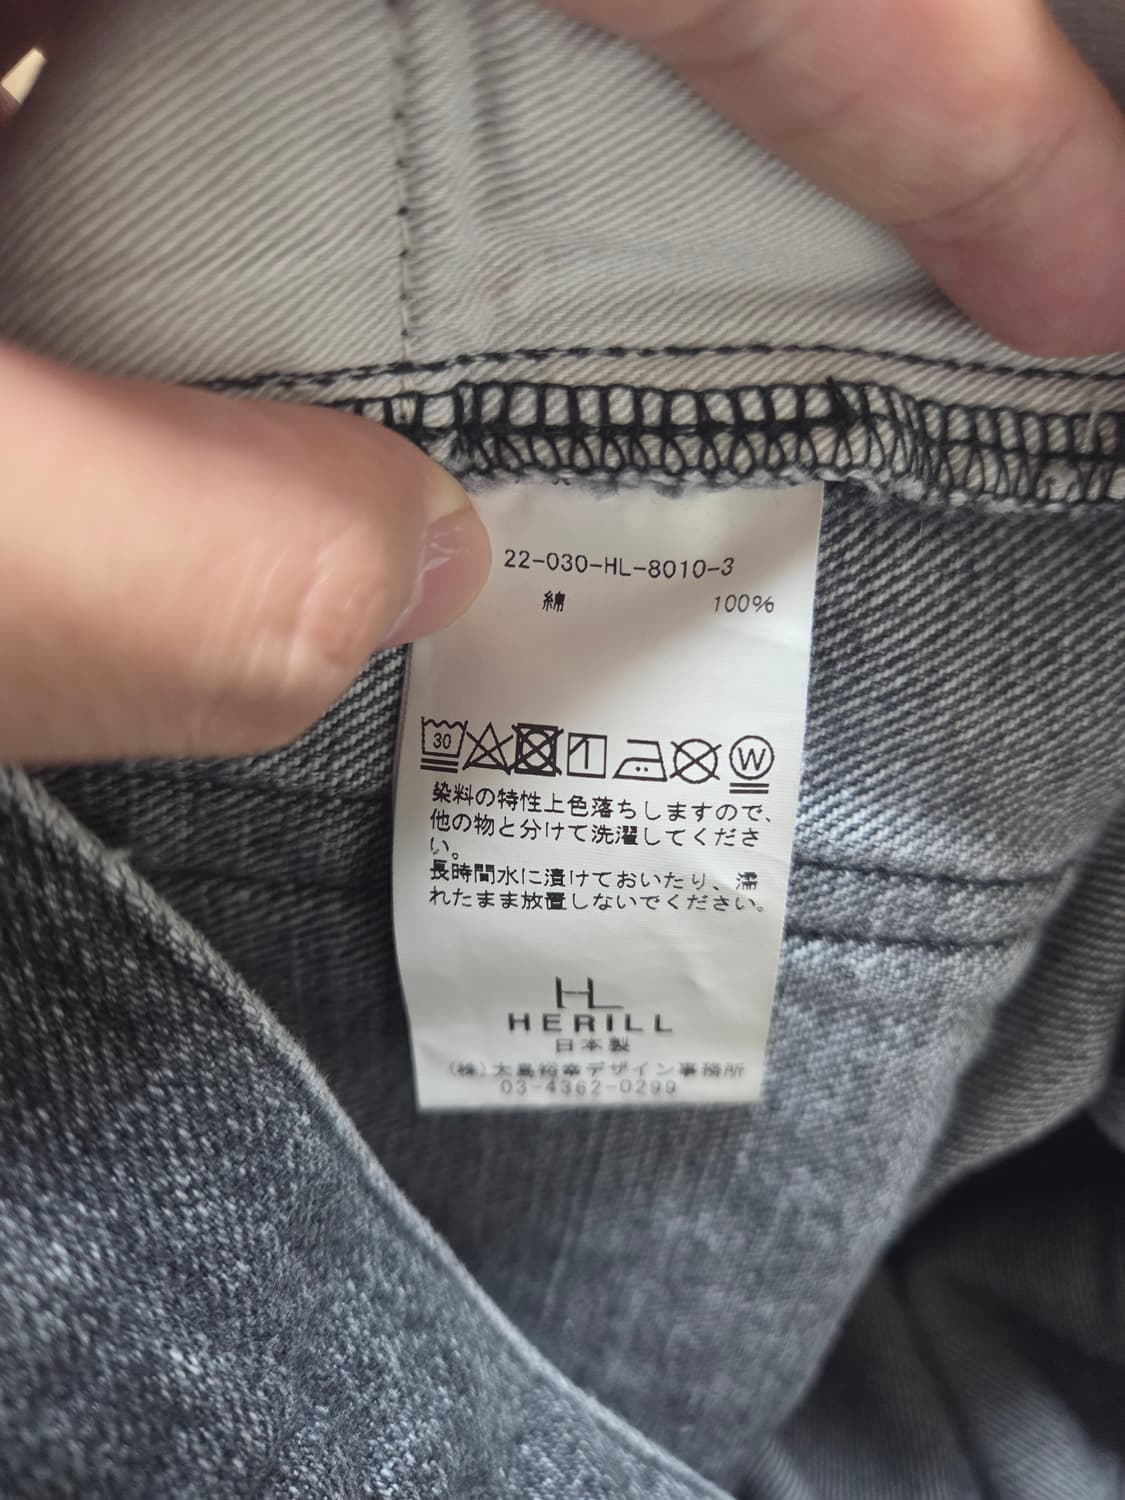 22-030-HL-8010-3
綿 100%
30
W
染料の特性上色落ちしますので、
他の物と分けて洗濯してくださ
い。
長時間水に漬けておいたり、濡
れたまま放置しないでください。
HL
HERILL
日本製
(株)大島裕幸デザイン事務所
03-4362-0299